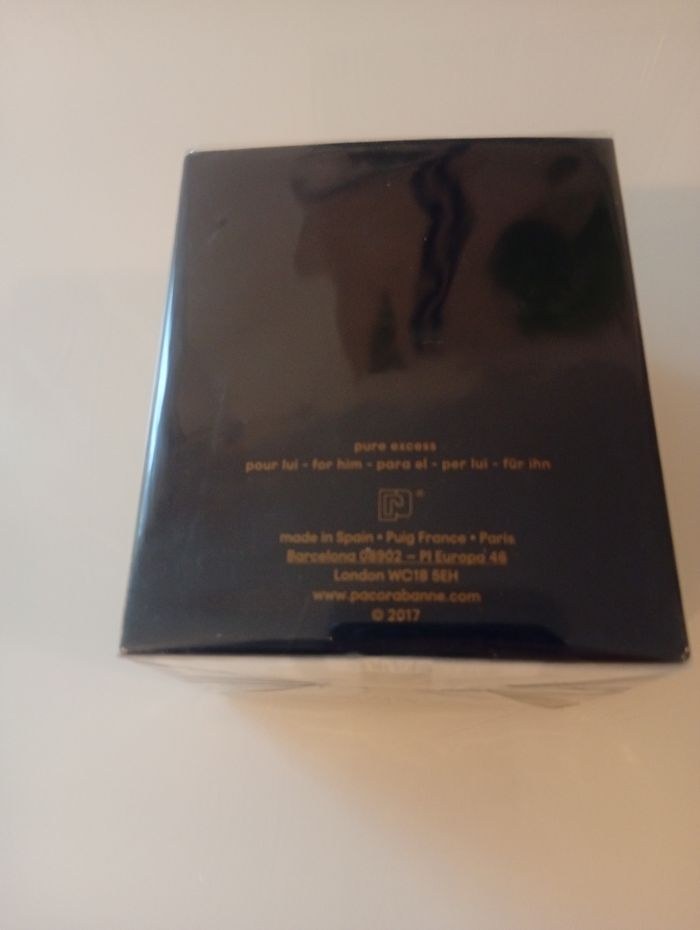 pure excess
pour lui - for him - para el - per lui - für ihn
made in Spain • Puig France • Paris
Barcelona 08902 – Pl Europa 46
London WC1B 5EH
www.pacorabanne.com
© 2017